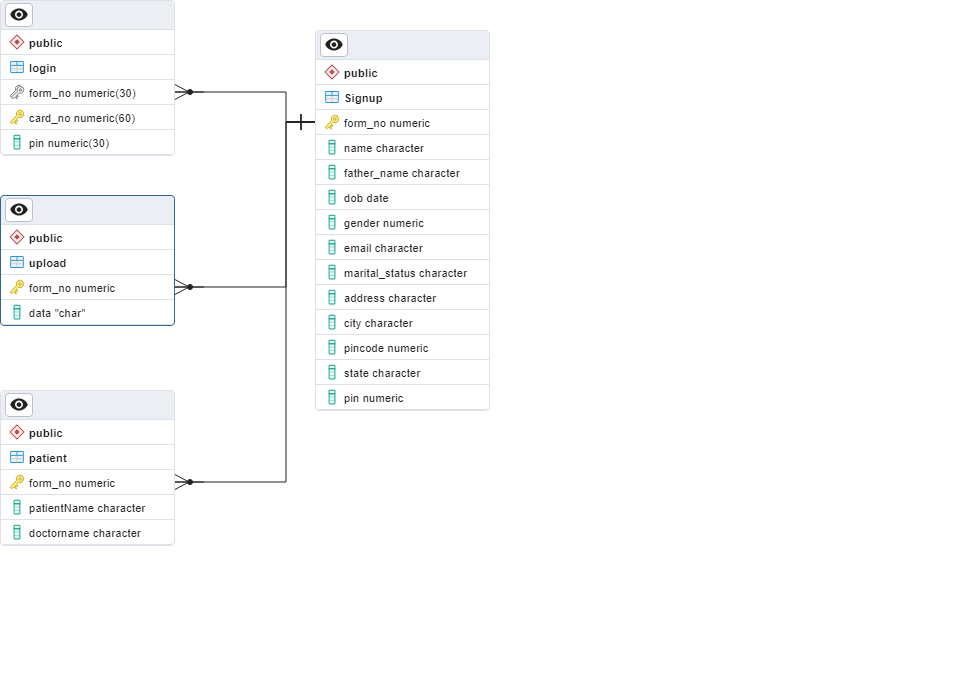 public
login
form_no numeric(30)
card_no numeric(60)
pin numeric(30)
public
upload
form_no numeric
data "char"
public
patient
form_no numeric
patientName character
doctorname character
public
Signup
form_no numeric
name character
father_name character
dob date
gender numeric
email character
marital_status character
address character
city character
pincode numeric
state character
pin numeric